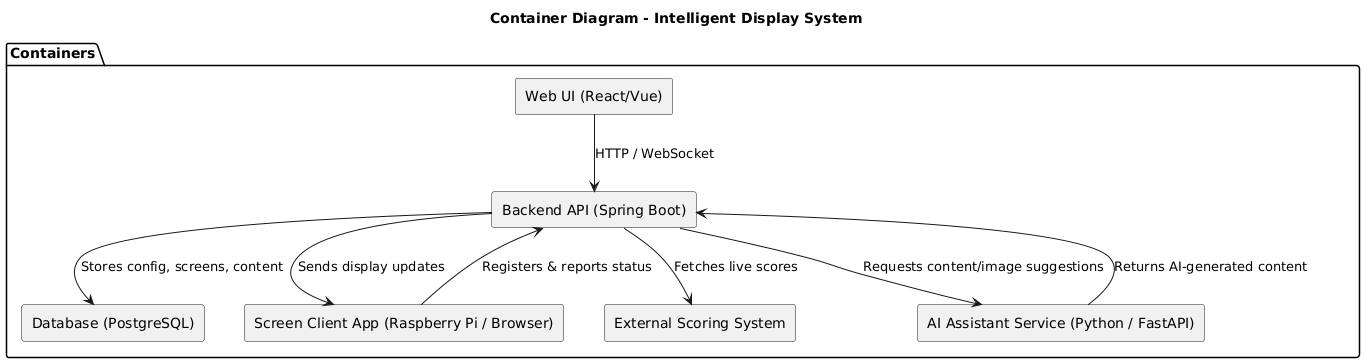 Container Diagram - Intelligent Display System
Containers
Web UI (React/Vue)
HTTP / WebSocket
Backend API (Spring Boot)
Stores config, screens, content
Sends display updates
Registers & reports status
Fetches live scores
Requests content/image suggestions
Returns AI-generated content
Database (PostgreSQL)
Screen Client App (Raspberry Pi / Browser)
External Scoring System
AI Assistant Service (Python / FastAPI)